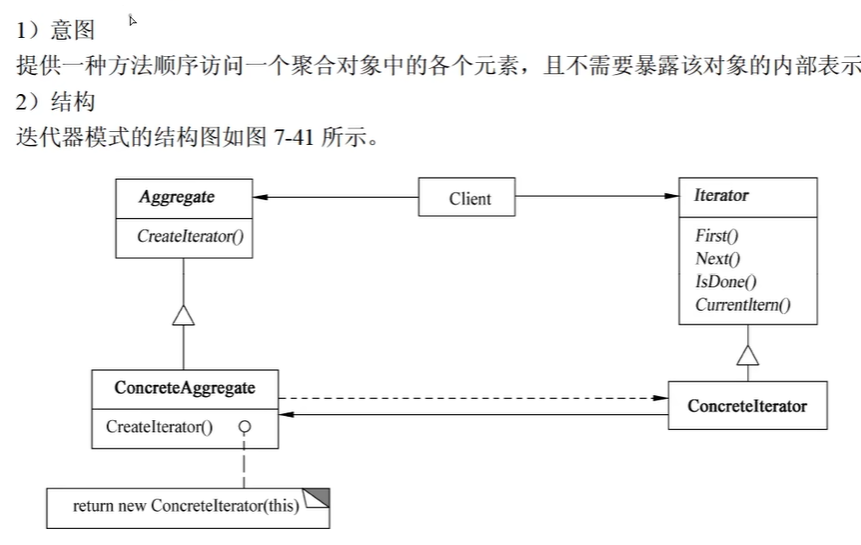 1）意图
提供一种方法顺序访问一个聚合对象中的各个元素，且不需要暴露该对象的内部表示
2）结构
迭代器模式的结构图如图 7-41 所示。
Aggregate
CreateIterator()
Client
Iterator
First()
Next()
IsDone()
CurrentItern()
ConcreteAggregate
CreateIterator()
ConcreteIterator
return new ConcreteIterator(this)